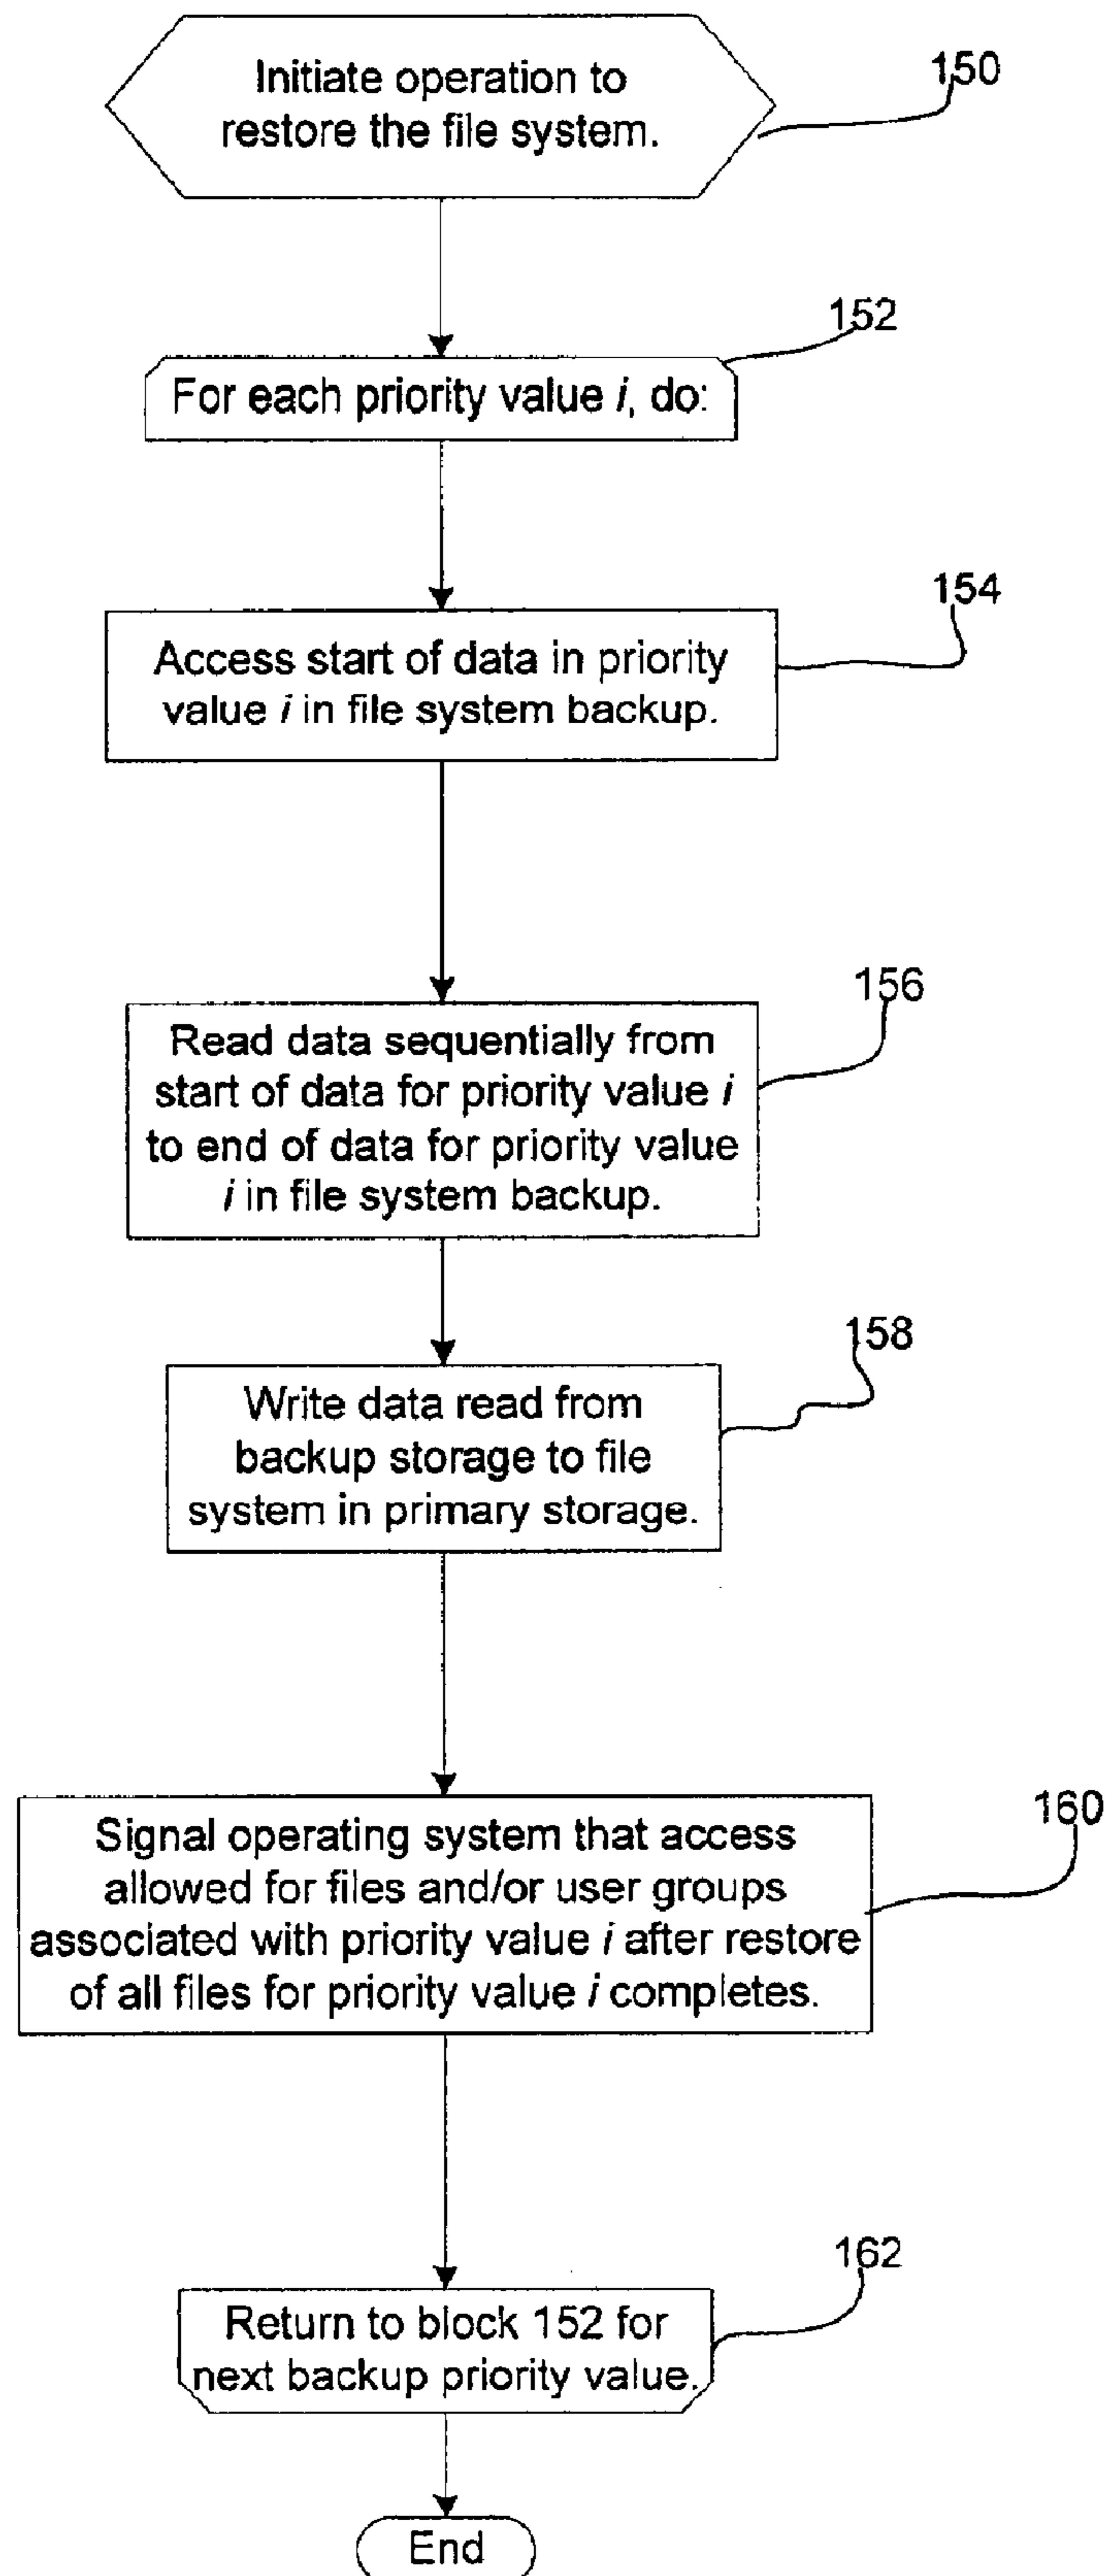 Initiate operation to
restore the file system.
150
152
For each priority value i, do:
154
Access start of data in priority
value i in file system backup.
156
Read data sequentially from
start of data for priority value i
to end of data for priority value
i in file system backup.
158
Write data read from
backup storage to file
system in primary storage.
160
Signal operating system that access
allowed for files and/or user groups
associated with priority value i after restore
of all files for priority value i completes.
162
Return to block 152 for
next backup priority value.
End